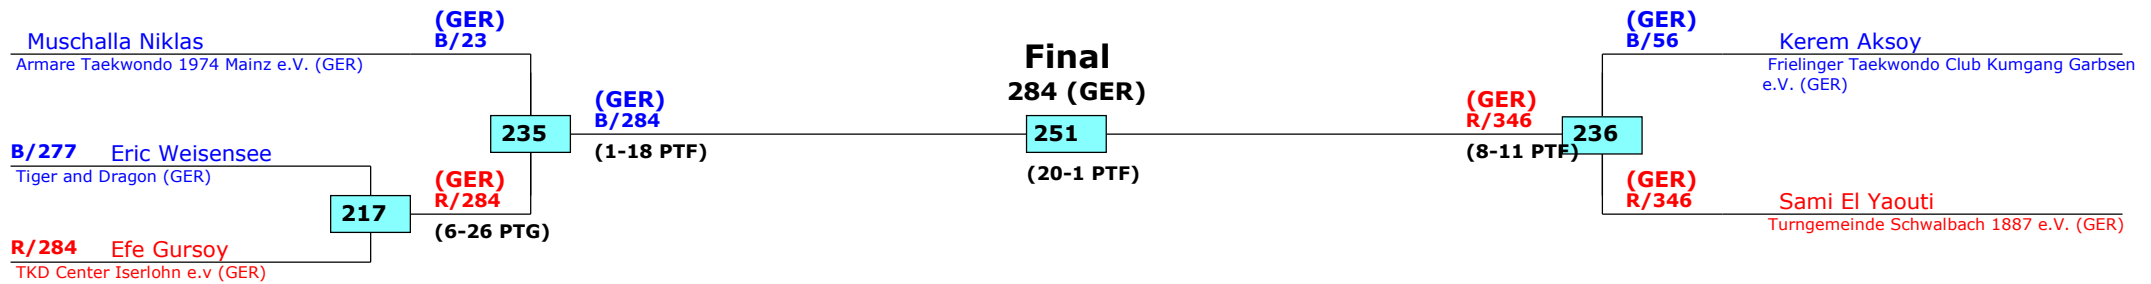 Muschalla Niklas
Armare Taekwondo 1974 Mainz e.V. (GER)
(GER)
B/23
B/277 Eric Weisensee
Tiger and Dragon (GER)
R/284 Efe Gursoy
TKD Center Iserlohn e.v (GER)
217
(GER)
R/284
(6-26 PTG)
235
(GER)
B/284
(1-18 PTF)
Final
284 (GER)
251
(20-1 PTF)
(GER)
R/346
(8-11 PTF)
236
(GER)
B/56
Kerem Aksoy
Frielinger Taekwondo Club Kumgang Garbsen
e.V. (GER)
(GER)
R/346
Sami El Yaouti
Turngemeinde Schwalbach 1887 e.V. (GER)